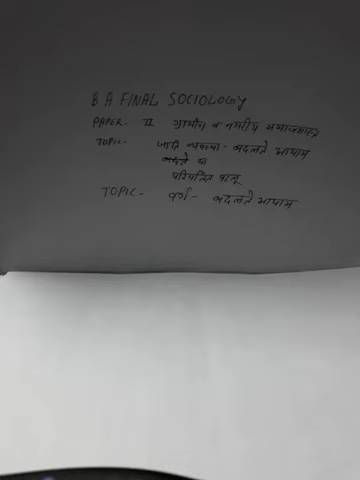 B A FINAL SOCIOLOGY
PAPER- II ग्रामीण व नगरीय समाजशास्त्र
TOPIC- जाति व्यवस्था - बदलते आयाम
या
परिवर्तित पहलू
TOPIC- वर्ग - बदलते आयाम